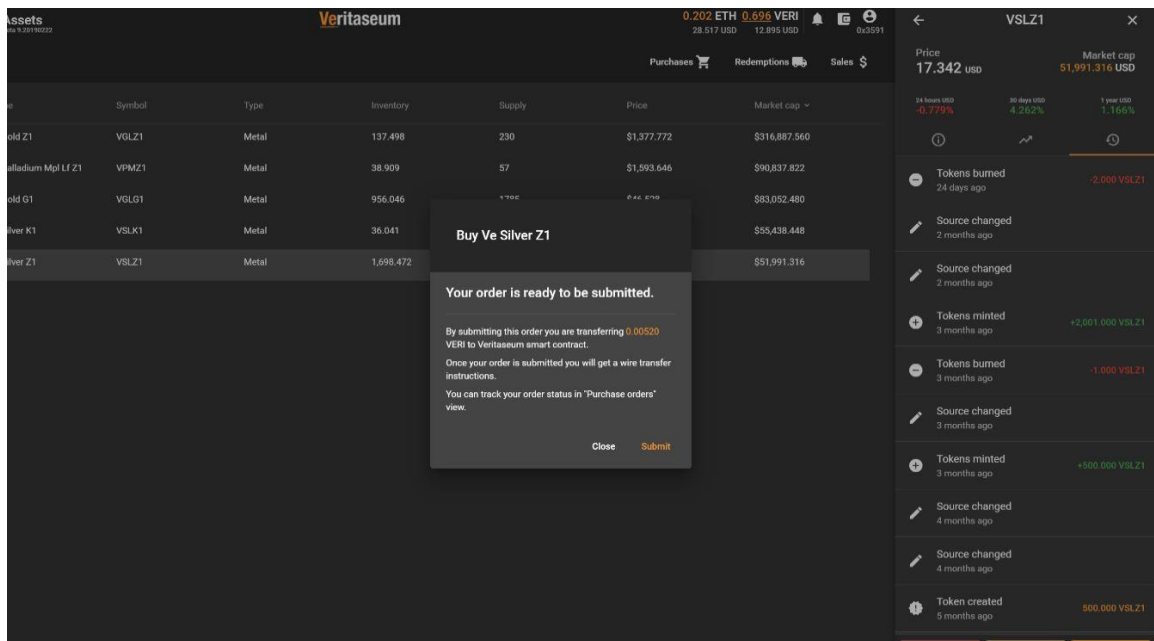 Assets
9.20190222
Veritaseum
0.202 ETH 0.696 VERI
28.517 USD 12.895 USD
0x3591
Purchases
Redemptions
Sales $
Symbol Type Inventory Supply Price Market cap
old Z1 VGLZ1 Metal 137.498 230 $1,377.772 $316,887.560
alladium Mpl Lf Z1 VPMZ1 Metal 38.909 57 $1,593.646 $90,837.822
old G1 VGLG1 Metal 956.046 1785 $46.528 $83,052.480
ilver K1 VSLK1 Metal 36.041 $55,438.448
ilver Z1 VSLZ1 Metal 1,698.472 $51,991.316
Buy Ve Silver Z1
Your order is ready to be submitted.
By submitting this order you are transferring 0.00520
VERI to Veritaseum smart contract.
Once your order is submitted you will get a wire transfer
instructions.
You can track your order status in "Purchase orders"
view.
Close Submit
VSLZ1
Price Market cap
17.342 USD 51,991.316 USD
24 hours USD 30 days USD 1 year USD
-0.779% 4.262% 1.166%
Tokens burned -2.000 VSLZ1
24 days ago
Source changed
2 months ago
Source changed
2 months ago
Tokens minted +2,001.000 VSLZ1
3 months ago
Tokens burned -1.000 VSLZ1
3 months ago
Source changed
3 months ago
Tokens minted +500.000 VSLZ1
3 months ago
Source changed
4 months ago
Source changed
4 months ago
Token created 500.000 VSLZ1
5 months ago